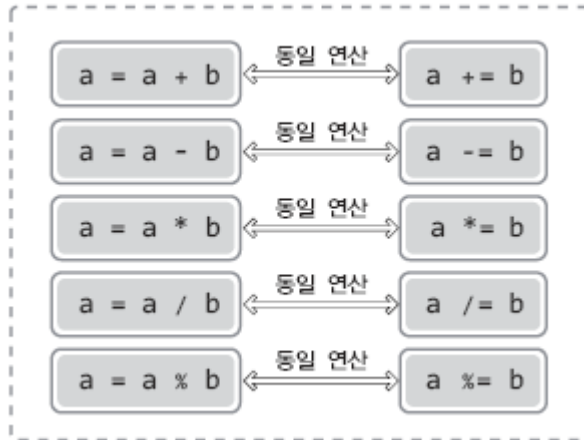 동일 연산
a = a + b a += b
동일 연산
a = a - b a -= b
동일 연산
a = a * b a *= b
동일 연산
a = a / b a /= b
동일 연산
a = a % b a %= b